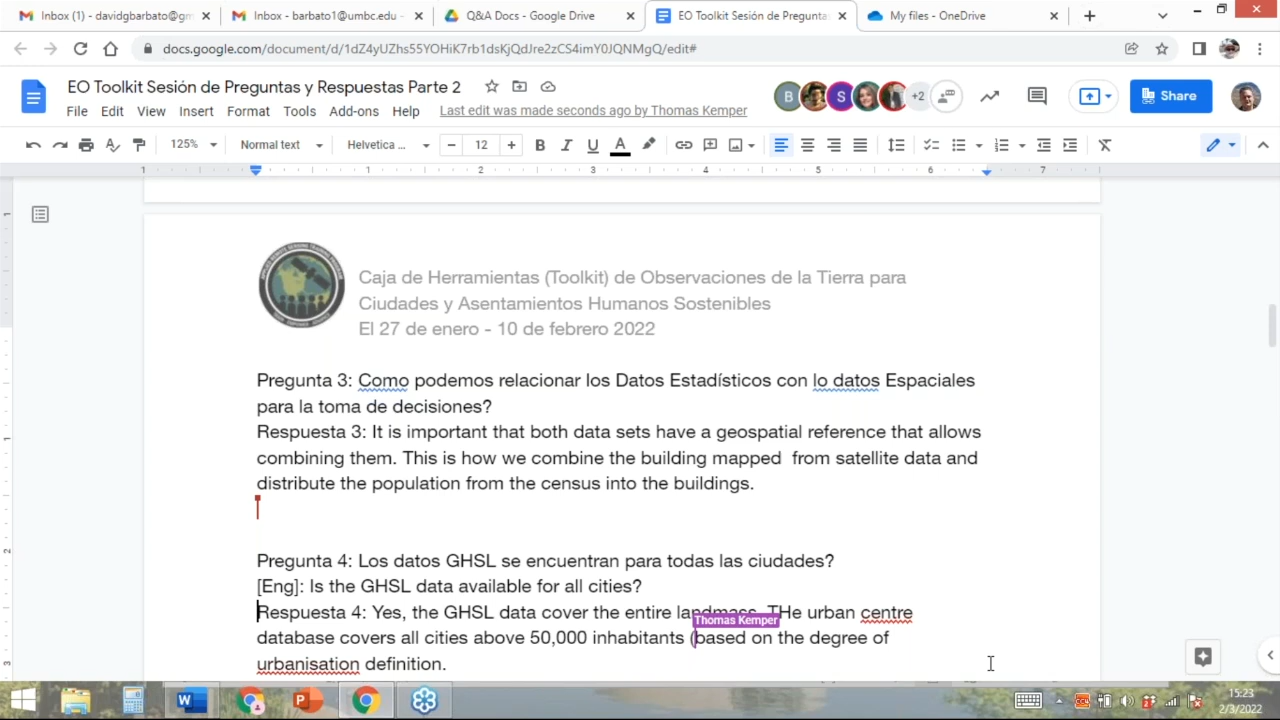 Inbox (1) - davidgbarbato@gm
Inbox - barbato1@umbc.edu -
Q&A Docs - Google Drive
EO Toolkit Sesión de Pregunta
My files - OneDrive
docs.google.com/document/d/1dZ4yUZhs55YOHiK7rb1dsKjQdJre2zCS4imY0JQNMgQ/edit#
EO Toolkit Sesión de Preguntas y Respuestas Parte 2
B
S
+2
Share
File Edit View Insert Format Tools Add-ons Help Last edit was made seconds ago by Thomas Kemper
125% Normal text Helvetica ... 12 B I U A
1 1 2 3 4 5 6 7
Caja de Herramientas (Toolkit) de Observaciones de la Tierra para
Ciudades y Asentamientos Humanos Sostenibles
El 27 de enero - 10 de febrero 2022
Pregunta 3: Como podemos relacionar los Datos Estadísticos con lo datos Espaciales
para la toma de decisiones?
Respuesta 3: It is important that both data sets have a geospatial reference that allows
combining them. This is how we combine the building mapped from satellite data and
distribute the population from the census into the buildings.
Pregunta 4: Los datos GHSL se encuentran para todas las ciudades?
[Eng]: Is the GHSL data available for all cities?
Respuesta 4: Yes, the GHSL data cover the entire landmass. THe urban centre
Thomas Kemper
database covers all cities above 50,000 inhabitants (based on the degree of
urbanisation definition.
15:23
2/3/2022